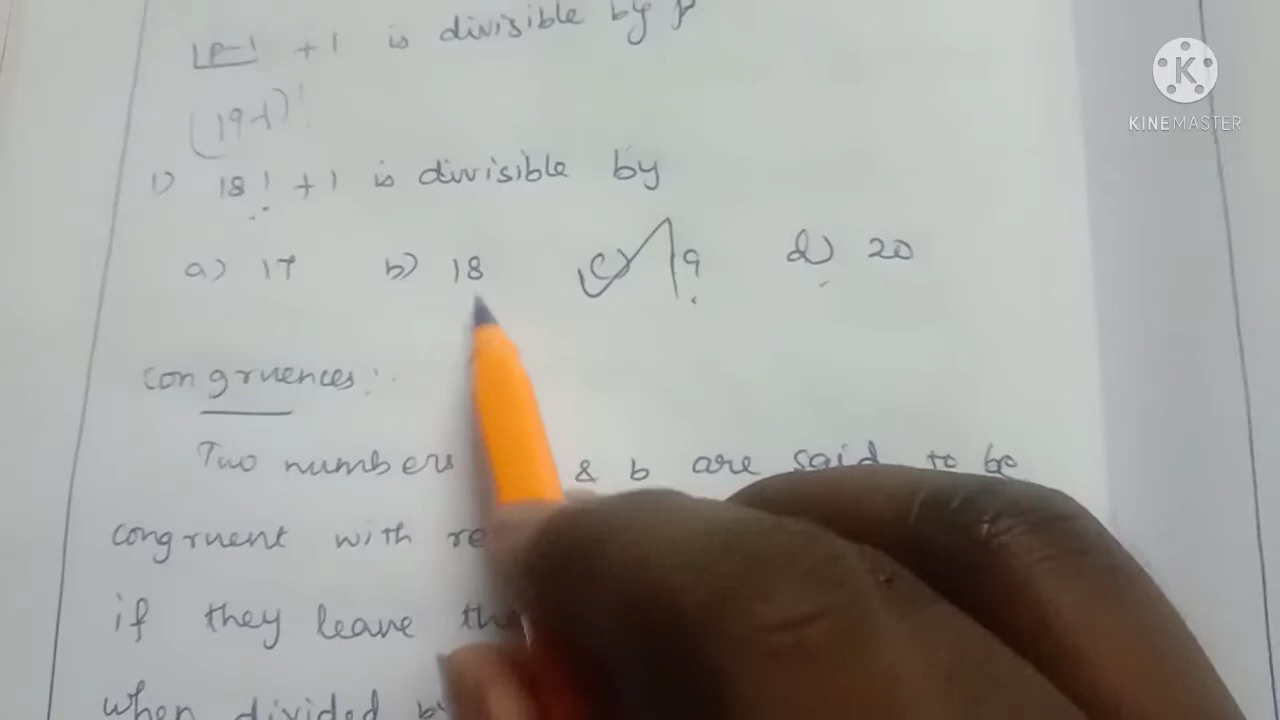 |p-1 + 1 is divisible by p
(19-1)!
1) 18! + 1 is divisible by
a) 17 b) 18 c) 19 d) 20
KINEMASTER
Congruences:
Two numbers & b are said to be
congruent with
if they leave
when divided by